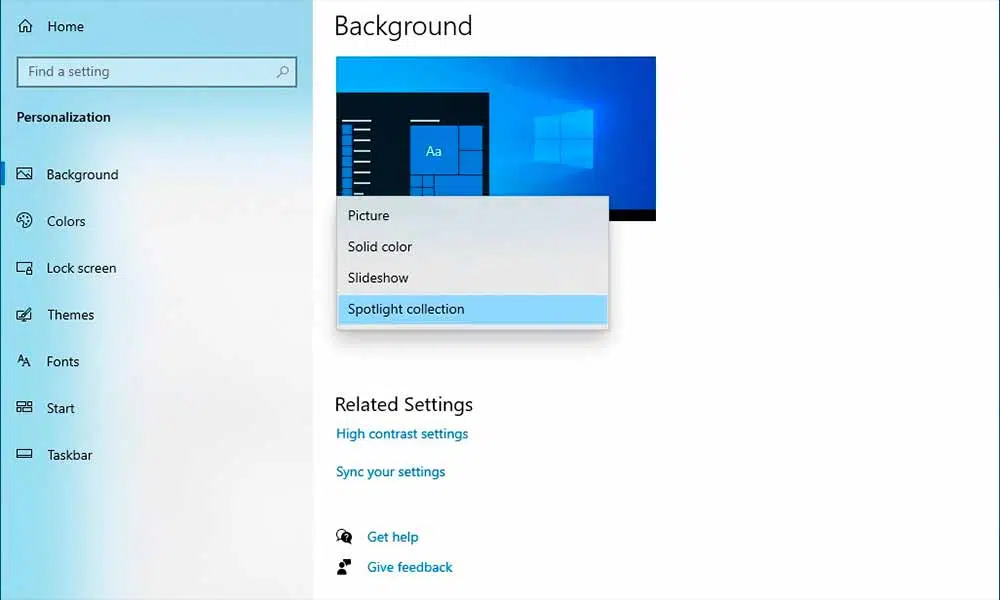 Home
Find a setting
Personalization
Background
Colors
Lock screen
Themes
Fonts
Start
Taskbar
Background
Aa
Picture
Solid color
Slideshow
Spotlight collection
Related Settings
High contrast settings
Sync your settings
Get help
Give feedback